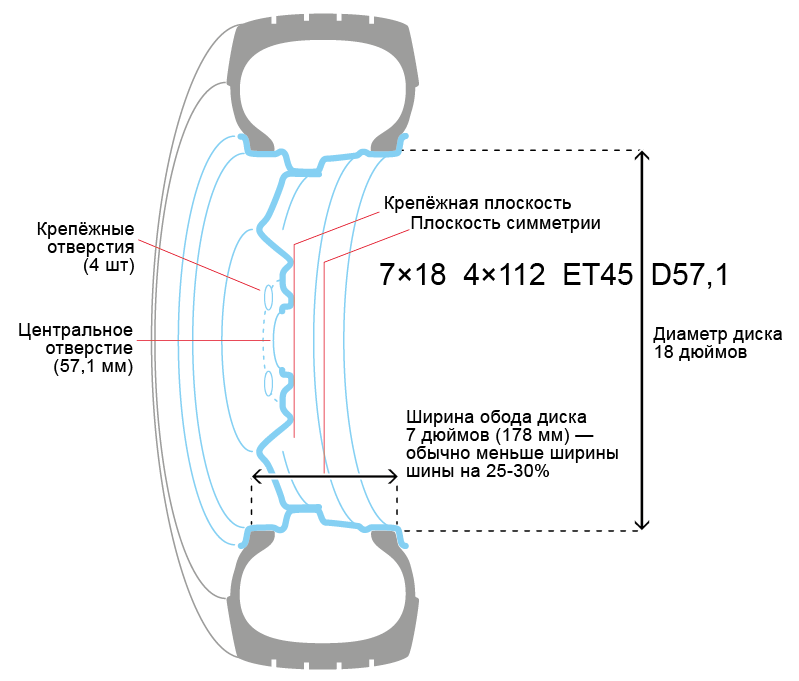 Крепёжная плоскость
Плоскость симметрии
Крепёжные
отверстия
(4 шт)
7×18 4×112 ET45 D57,1
Центральное
отверстие
(57,1 мм)
Диаметр диска
18 дюймов
Ширина обода диска
7 дюймов (178 мм) —
обычно меньше ширины
шины на 25-30%